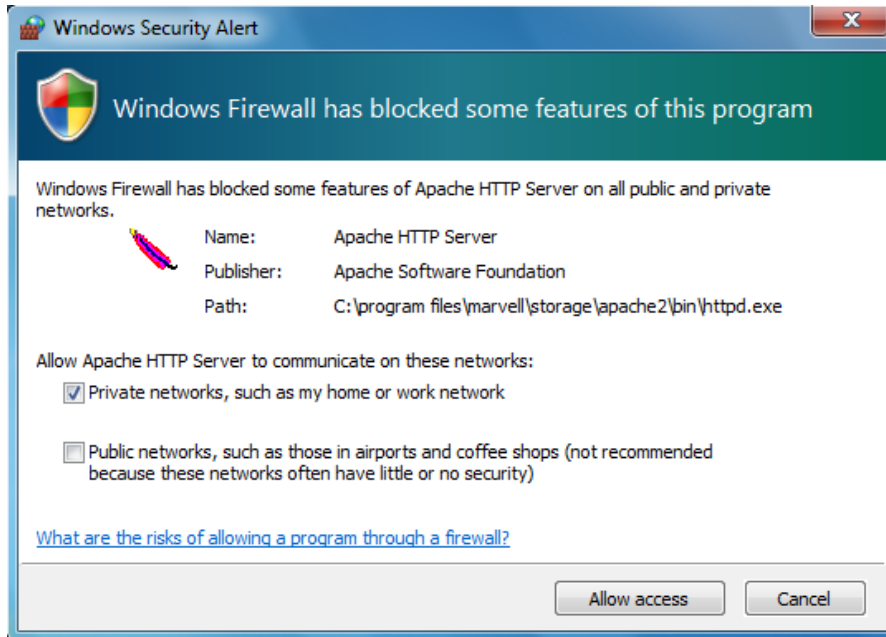 Windows Security Alert
Windows Firewall has blocked some features of this program
Windows Firewall has blocked some features of Apache HTTP Server on all public and private
networks.
Name: Apache HTTP Server
Publisher: Apache Software Foundation
Path: C:\program files\marvell\storage\apache2\bin\httpd.exe
Allow Apache HTTP Server to communicate on these networks:
Private networks, such as my home or work network
Public networks, such as those in airports and coffee shops (not recommended
because these networks often have little or no security)
What are the risks of allowing a program through a firewall?
Allow access Cancel